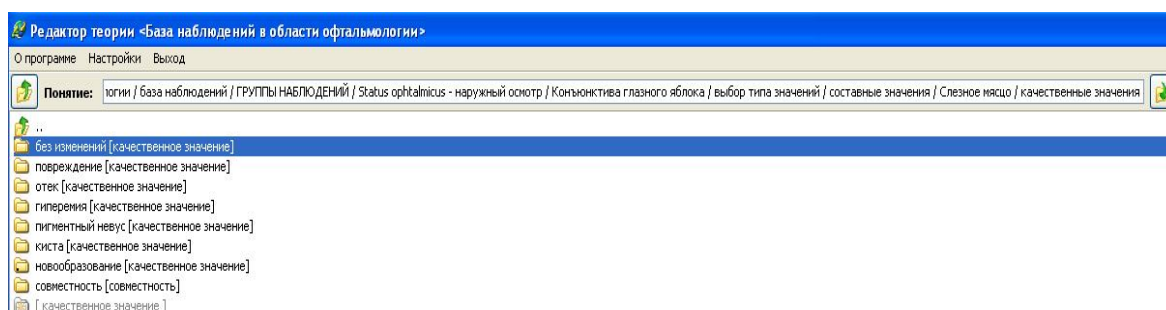 Редактор теории <База наблюдений в области офтальмологии>
О программе Настройки Выход
Понятие: логии / база наблюдений / ГРУППЫ НАБЛЮДЕНИЙ / Status ophtalmicus - наружный осмотр / Конъюнктива глазного яблока / выбор типа значений / составные значения / Слезное мясцо / качественные значения
..
без изменений [качественное значение]
повреждение [качественное значение]
отек [качественное значение]
гиперемия [качественное значение]
пигментный невус [качественное значение]
киста [качественное значение]
новообразование [качественное значение]
совместность [совместность]
[ качественное значение ]